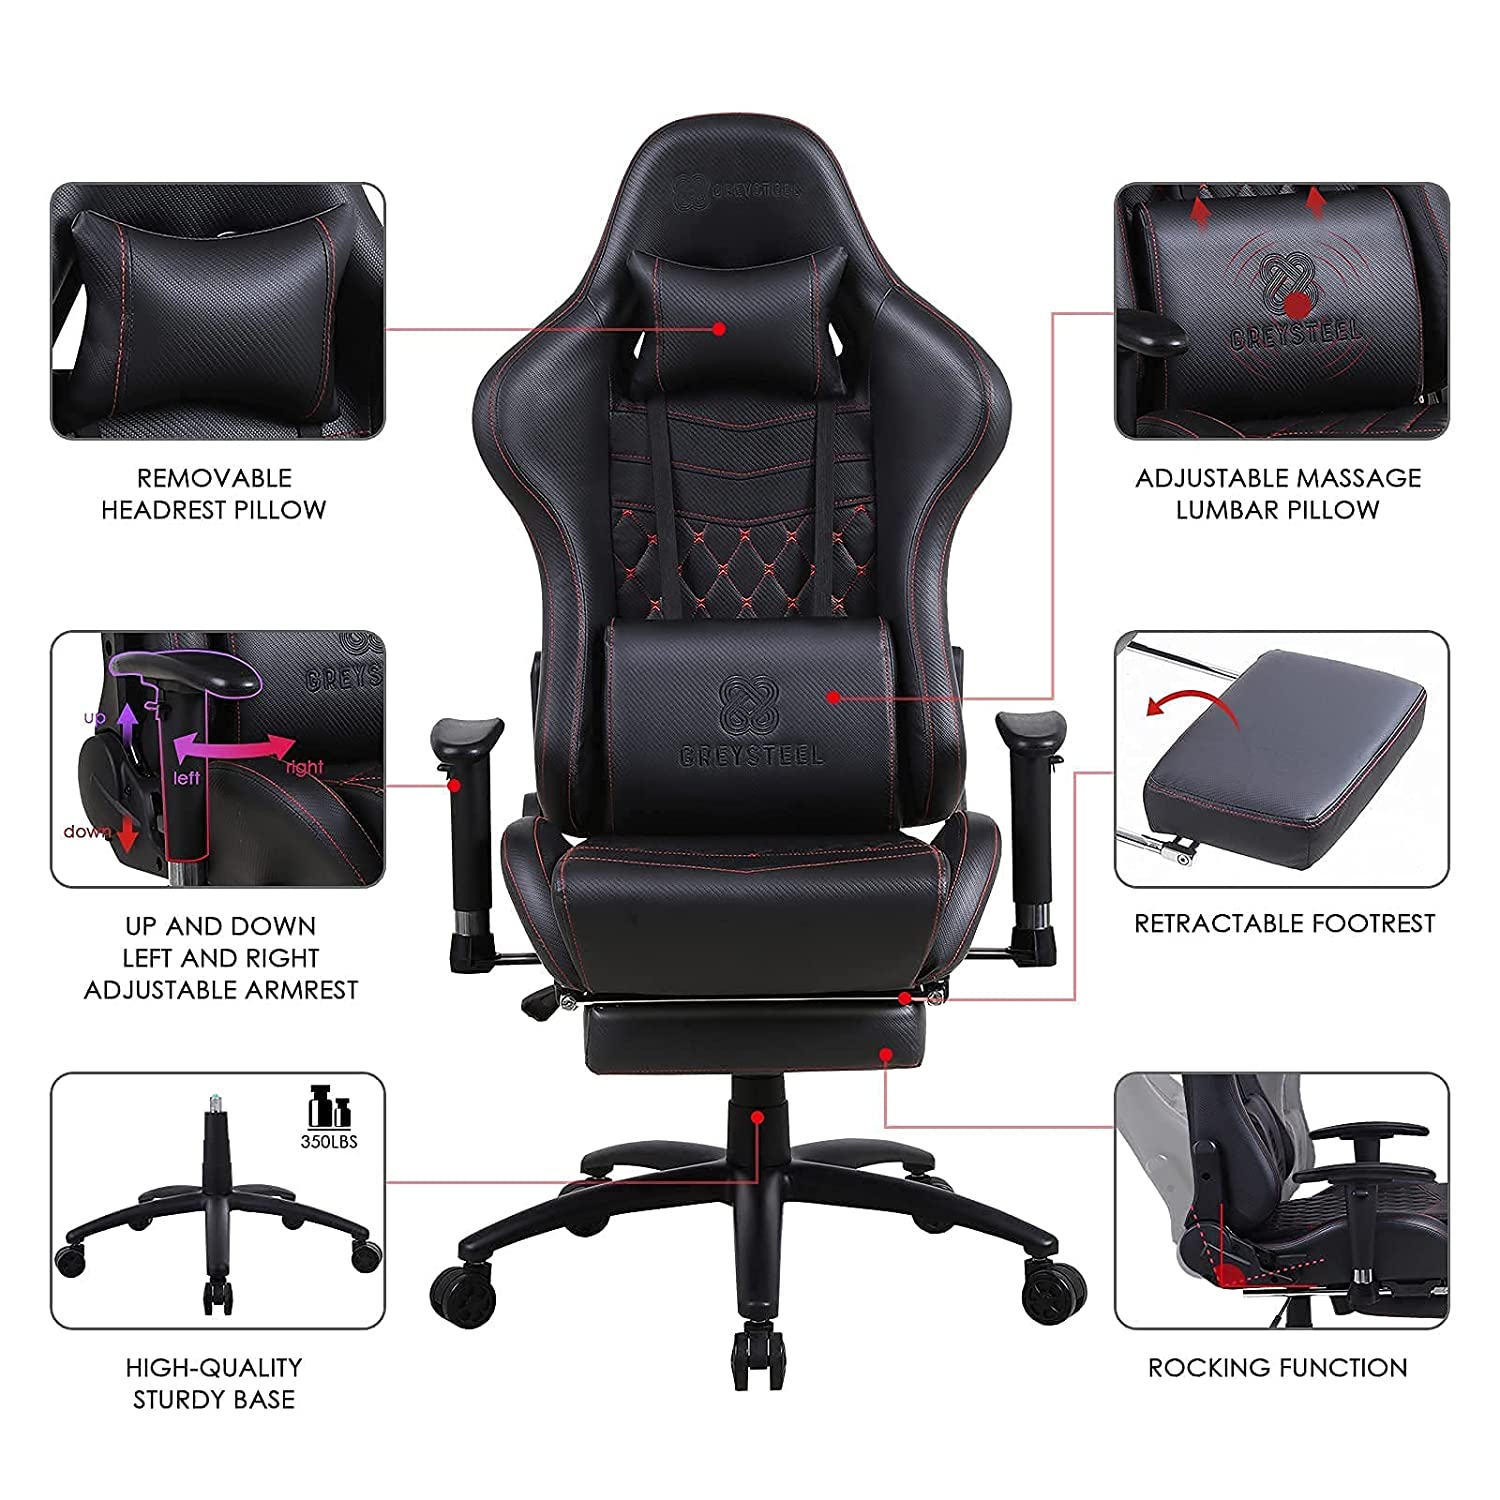 GREYSTEEL
REMOVABLE
HEADREST PILLOW
GREYSTEEL
ADJUSTABLE MASSAGE
LUMBAR PILLOW
GREYS
up
left
right
down
UP AND DOWN
LEFT AND RIGHT
ADJUSTABLE ARMREST
GREYSTEEL
RETRACTABLE FOOTREST
350LBS
HIGH-QUALITY
STURDY BASE
ROCKING FUNCTION